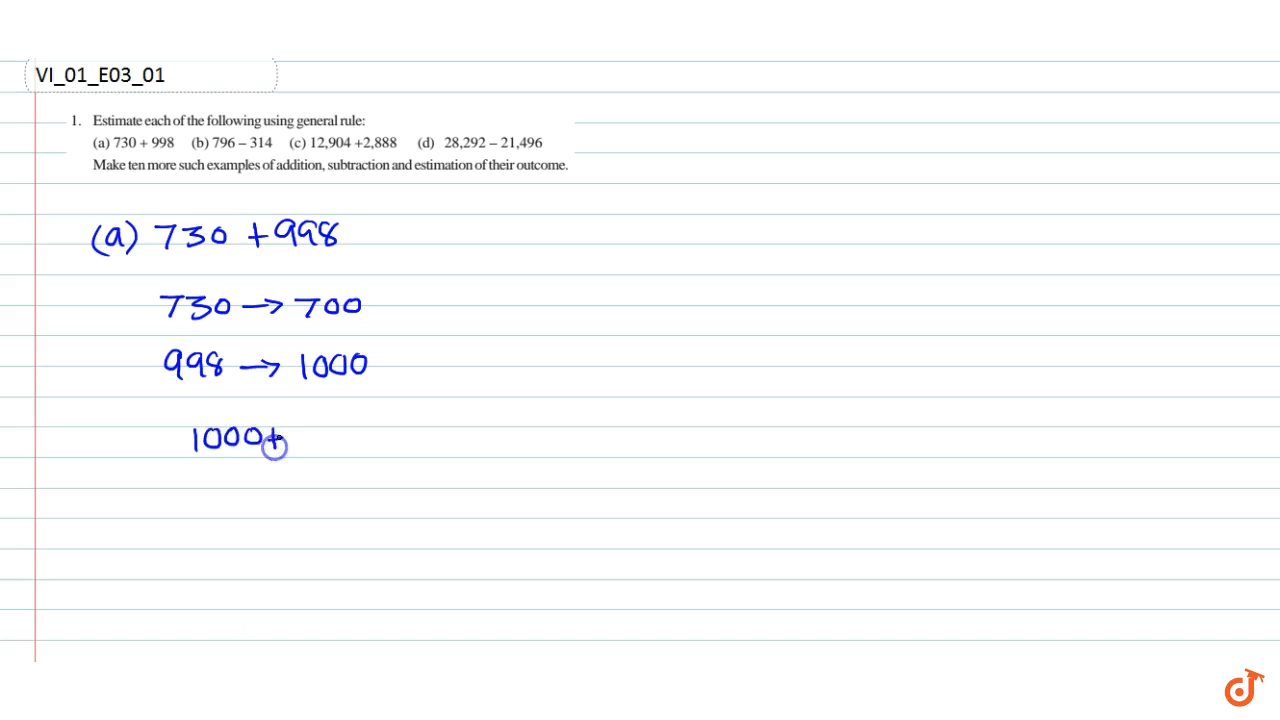 VI_01_E03_01
1. Estimate each of the following using general rule:
(a) 730 + 998 (b) 796 – 314 (c) 12,904 +2,888 (d) 28,292 – 21,496
Make ten more such examples of addition, subtraction and estimation of their outcome.
(a) 730 + 998
730 → 700
998 → 1000
1000+